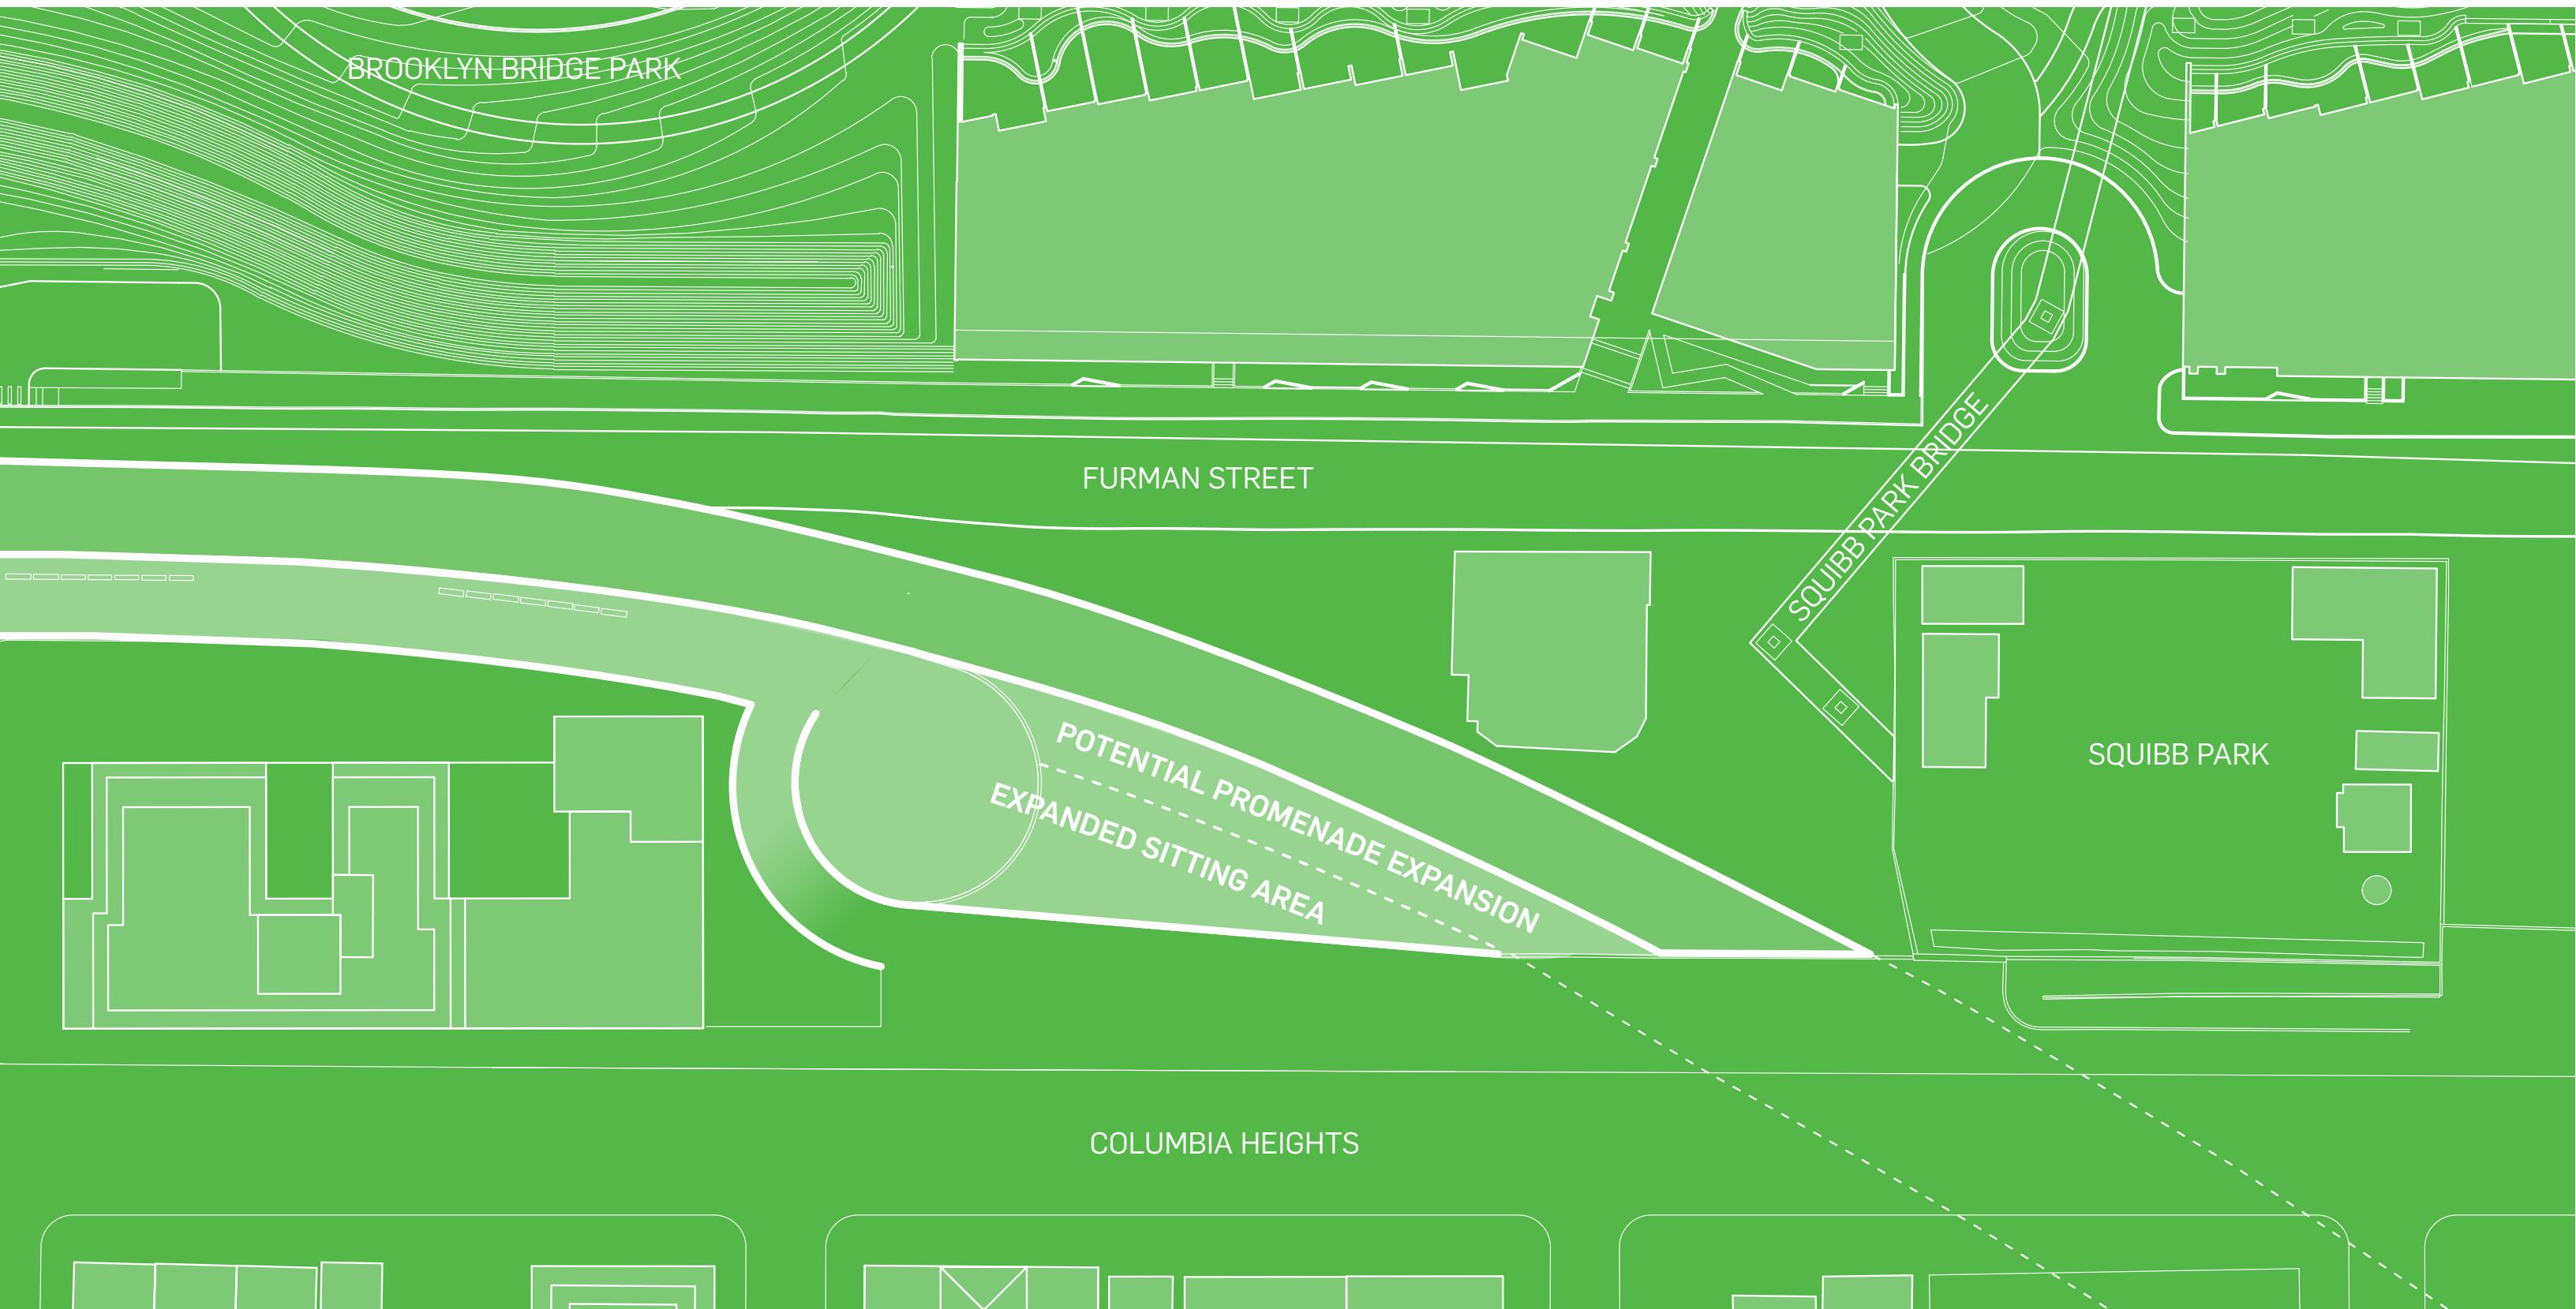 BROOKLYN BRIDGE PARK
FURMAN STREET
SQUIBB PARK BRIDGE
SQUIBB PARK
POTENTIAL PROMENADE EXPANSION
EXPANDED SITTING AREA
COLUMBIA HEIGHTS